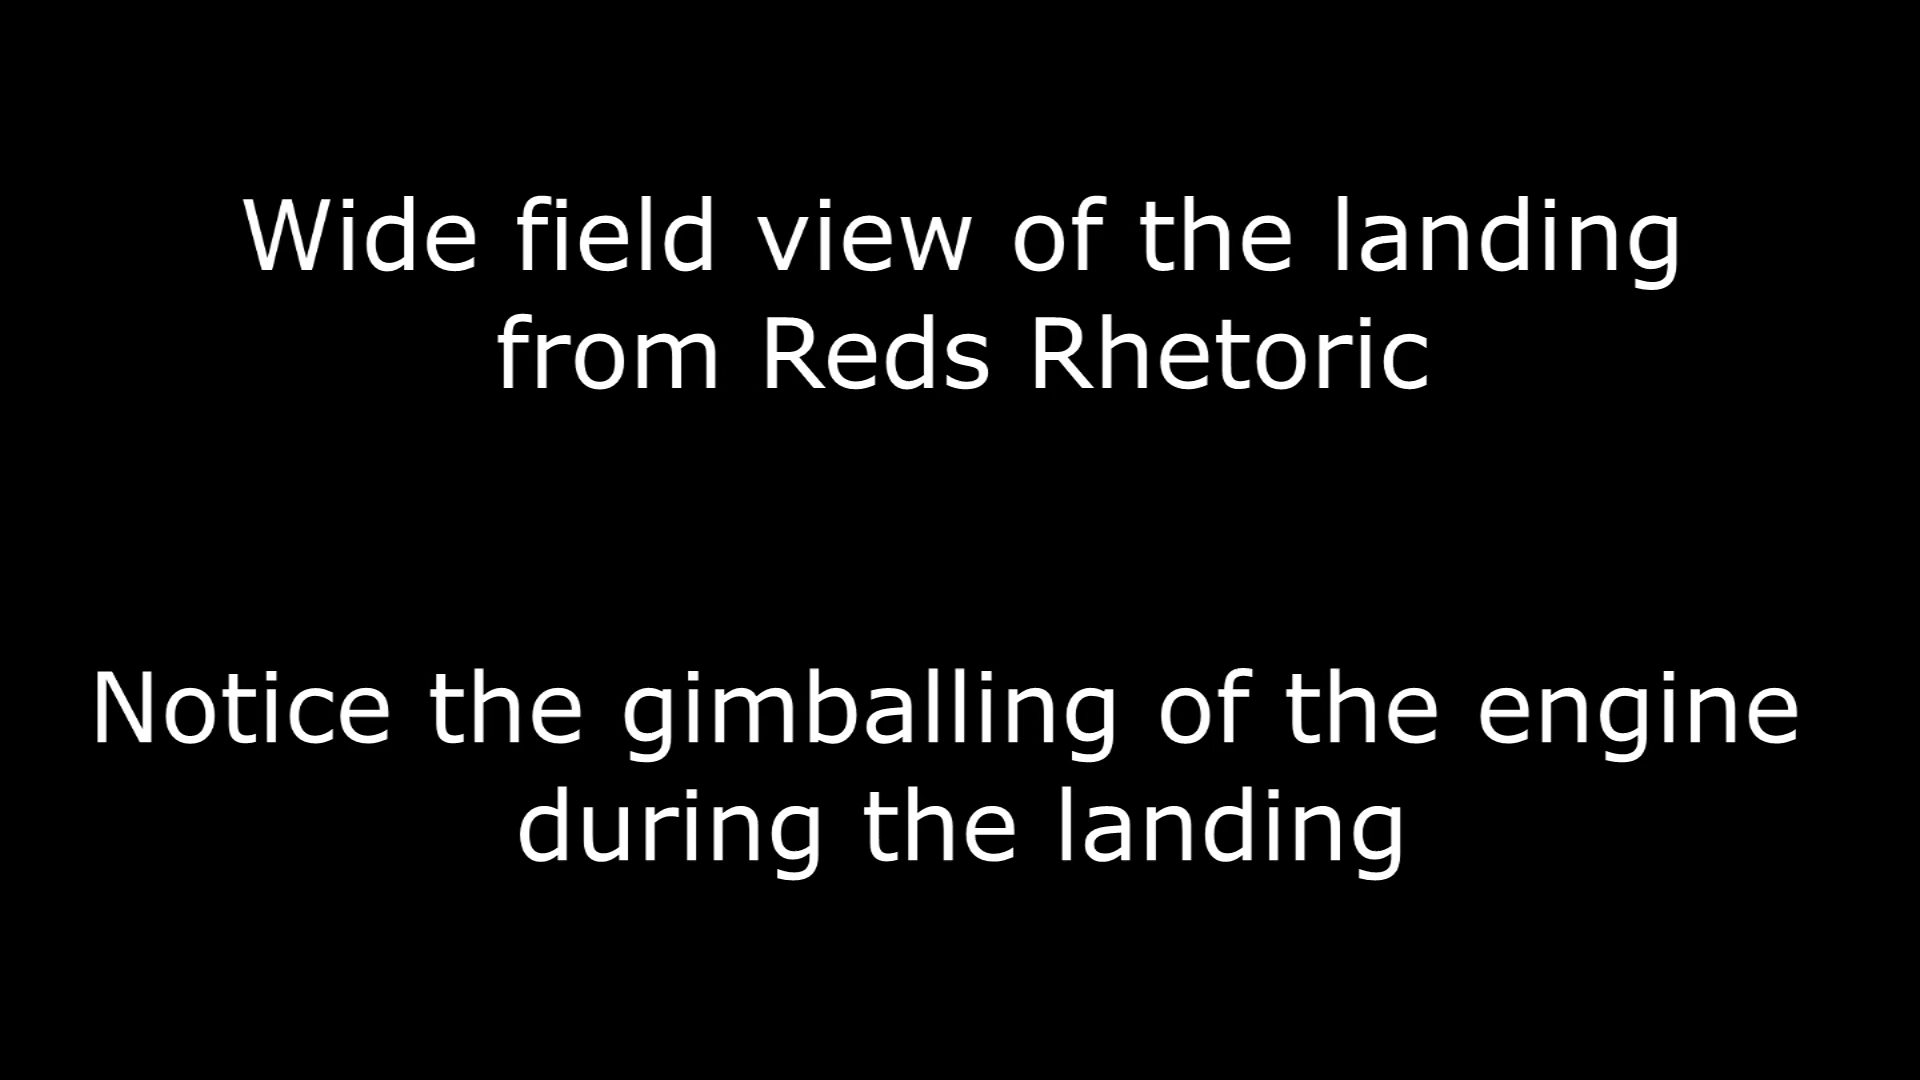 Wide field view of the landing
from Reds Rhetoric
Notice the gimballing of the engine
during the landing